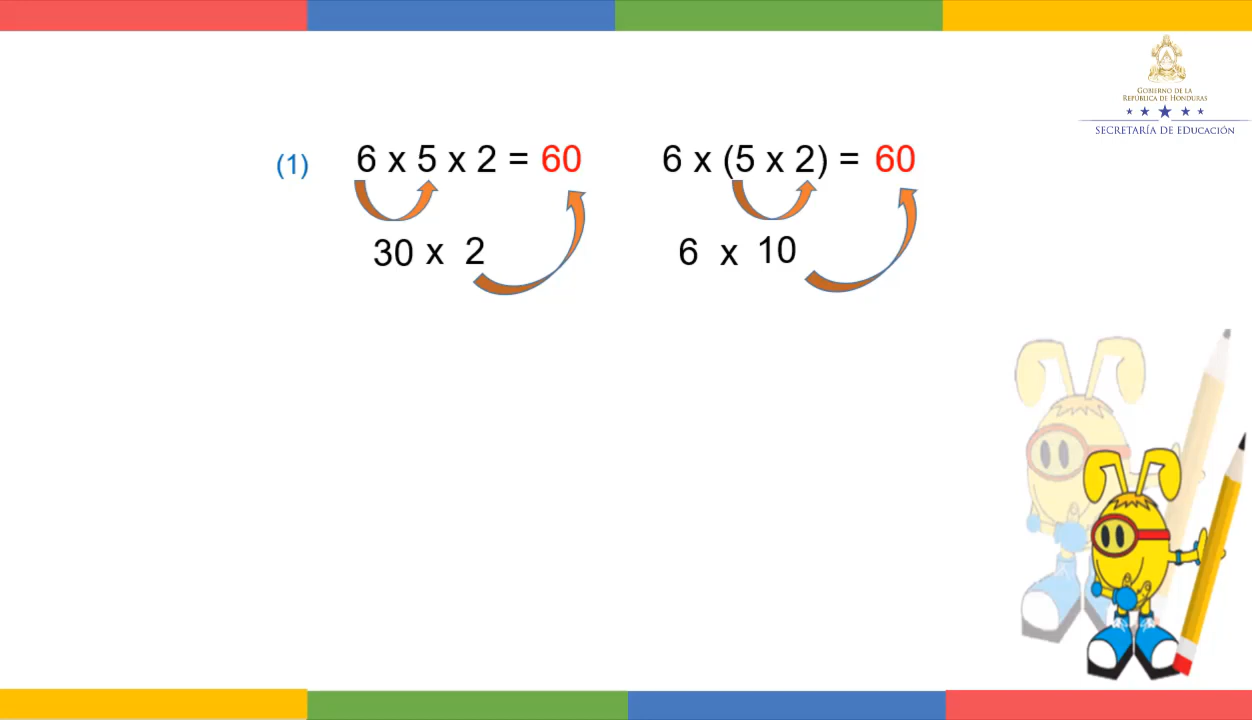 GOBIERNO DE LA
REPÚBLICA DE HONDURAS
SECRETARÍA DE EDUCACIÓN
(1) 6 x 5 x 2 = 60 6 x (5 x 2) = 60
30 x 2 6 x 10